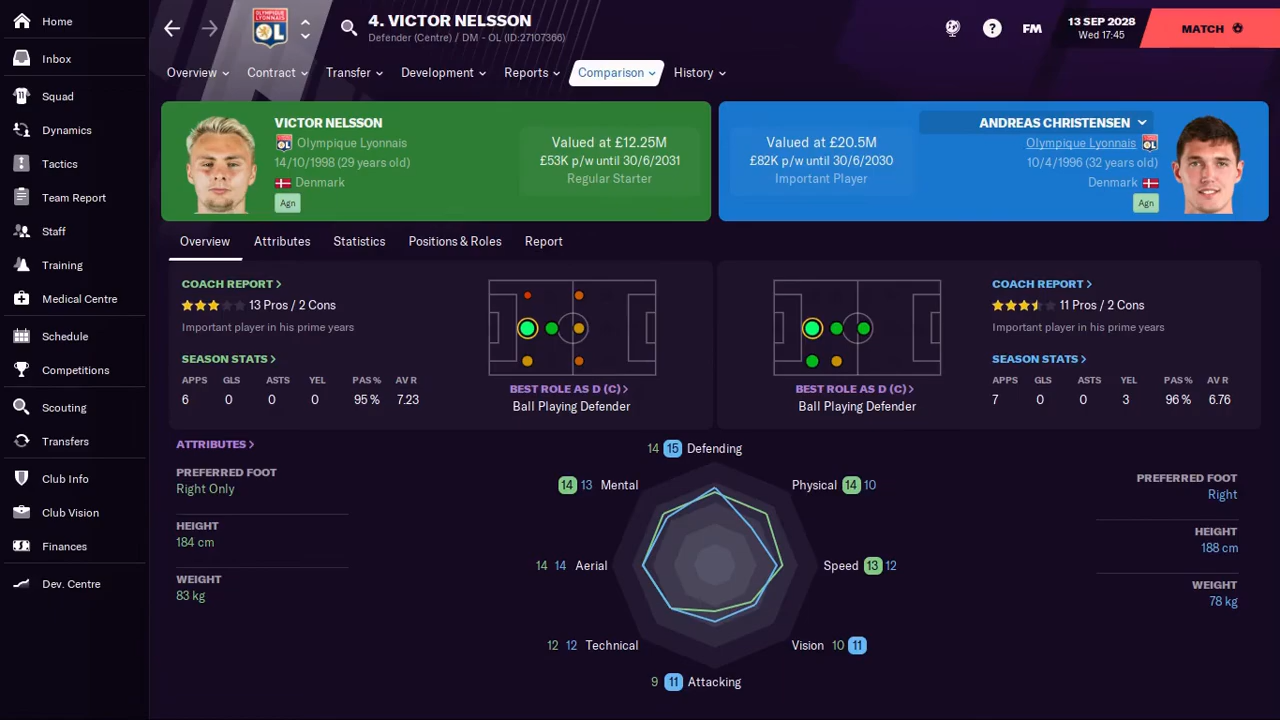 Home
Inbox
Squad
Dynamics
Tactics
Team Report
Staff
Training
Medical Centre
Schedule
Competitions
Scouting
Transfers
Club Info
Club Vision
Finances
Dev. Centre
OL
4. VICTOR NELSSON
Defender (Centre) / DM - OL (ID:27107366)
?
FM
13 SEP 2028
Wed 17:45
MATCH
Overview
Contract
Transfer
Development
Reports
Comparison
History
VICTOR NELSSON
Olympique Lyonnais
14/10/1998 (29 years old)
Denmark
Agn
Valued at £12.25M
£53K p/w until 30/6/2031
Regular Starter
Valued at £20.5M
£82K p/w until 30/6/2030
Important Player
ANDREAS CHRISTENSEN
Olympique Lyonnais
10/4/1996 (32 years old)
Denmark
Agn
Overview Attributes Statistics Positions & Roles Report
COACH REPORT
13 Pros / 2 Cons
Important player in his prime years
SEASON STATS
APPS GLS ASTS YEL PAS % AV R
6 0 0 0 95 % 7.23
BEST ROLE AS D (C)
Ball Playing Defender
BEST ROLE AS D (C)
Ball Playing Defender
COACH REPORT
11 Pros / 2 Cons
Important player in his prime years
SEASON STATS
APPS GLS ASTS YEL PAS % AV R
7 0 0 3 96 % 6.76
ATTRIBUTES
PREFERRED FOOT
Right Only
HEIGHT
184 cm
WEIGHT
83 kg
14 15 Defending
14 13 Mental
Physical 14 10
14 14 Aerial
Speed 13 12
12 12 Technical
Vision 10 11
9 11 Attacking
PREFERRED FOOT
Right
HEIGHT
188 cm
WEIGHT
78 kg